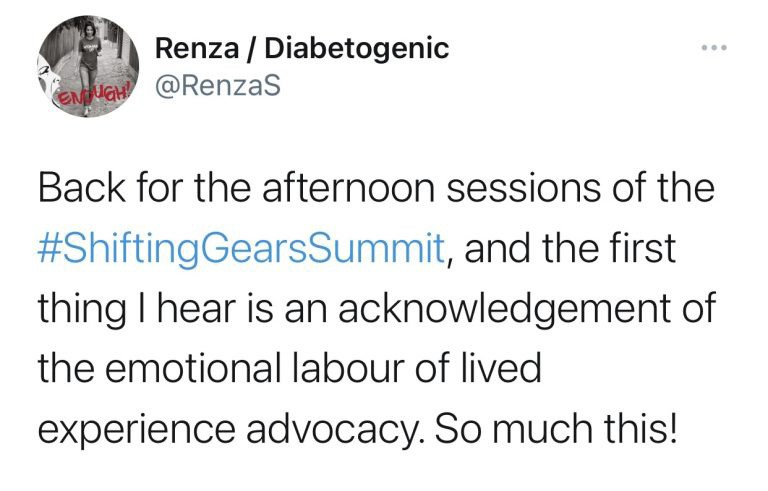 Renza / Diabetogenic
@RenzaS
ENOUGH!
Back for the afternoon sessions of the
#ShiftingGearsSummit, and the first
thing I hear is an acknowledgement of
the emotional labour of lived
experience advocacy. So much this!